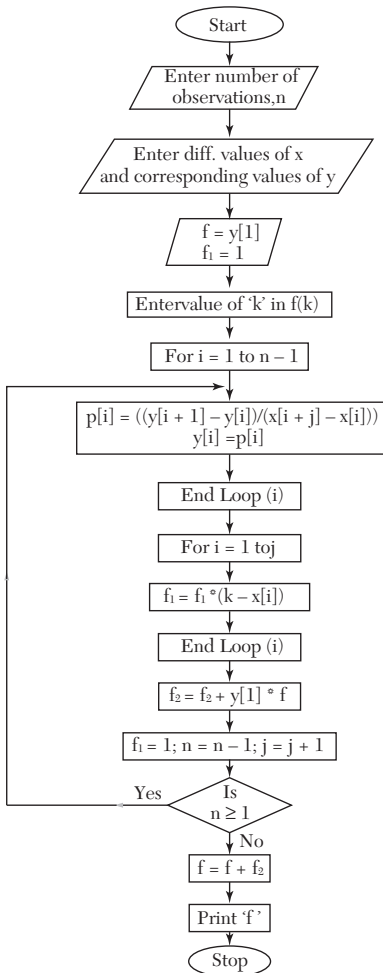 Start
Enter number of
observations,n
Enter diff. values of x
and corresponding values of y
f = y[1]
f₁ = 1
Entervalue of ‘k’ in f(k)
For i = 1 to n – 1
p[i] = ((y[i + 1] – y[i])/(x[i + j] – x[i]))
y[i] =p[i]
End Loop (i)
For i = 1 toj
f₁ = f₁ *(k – x[i])
End Loop (i)
f₂ = f₂ + y[1] * f
f₁ = 1; n = n – 1; j = j + 1
Yes
Is
n ≥ 1
No
f = f + f₂
Print ‘f ’
Stop